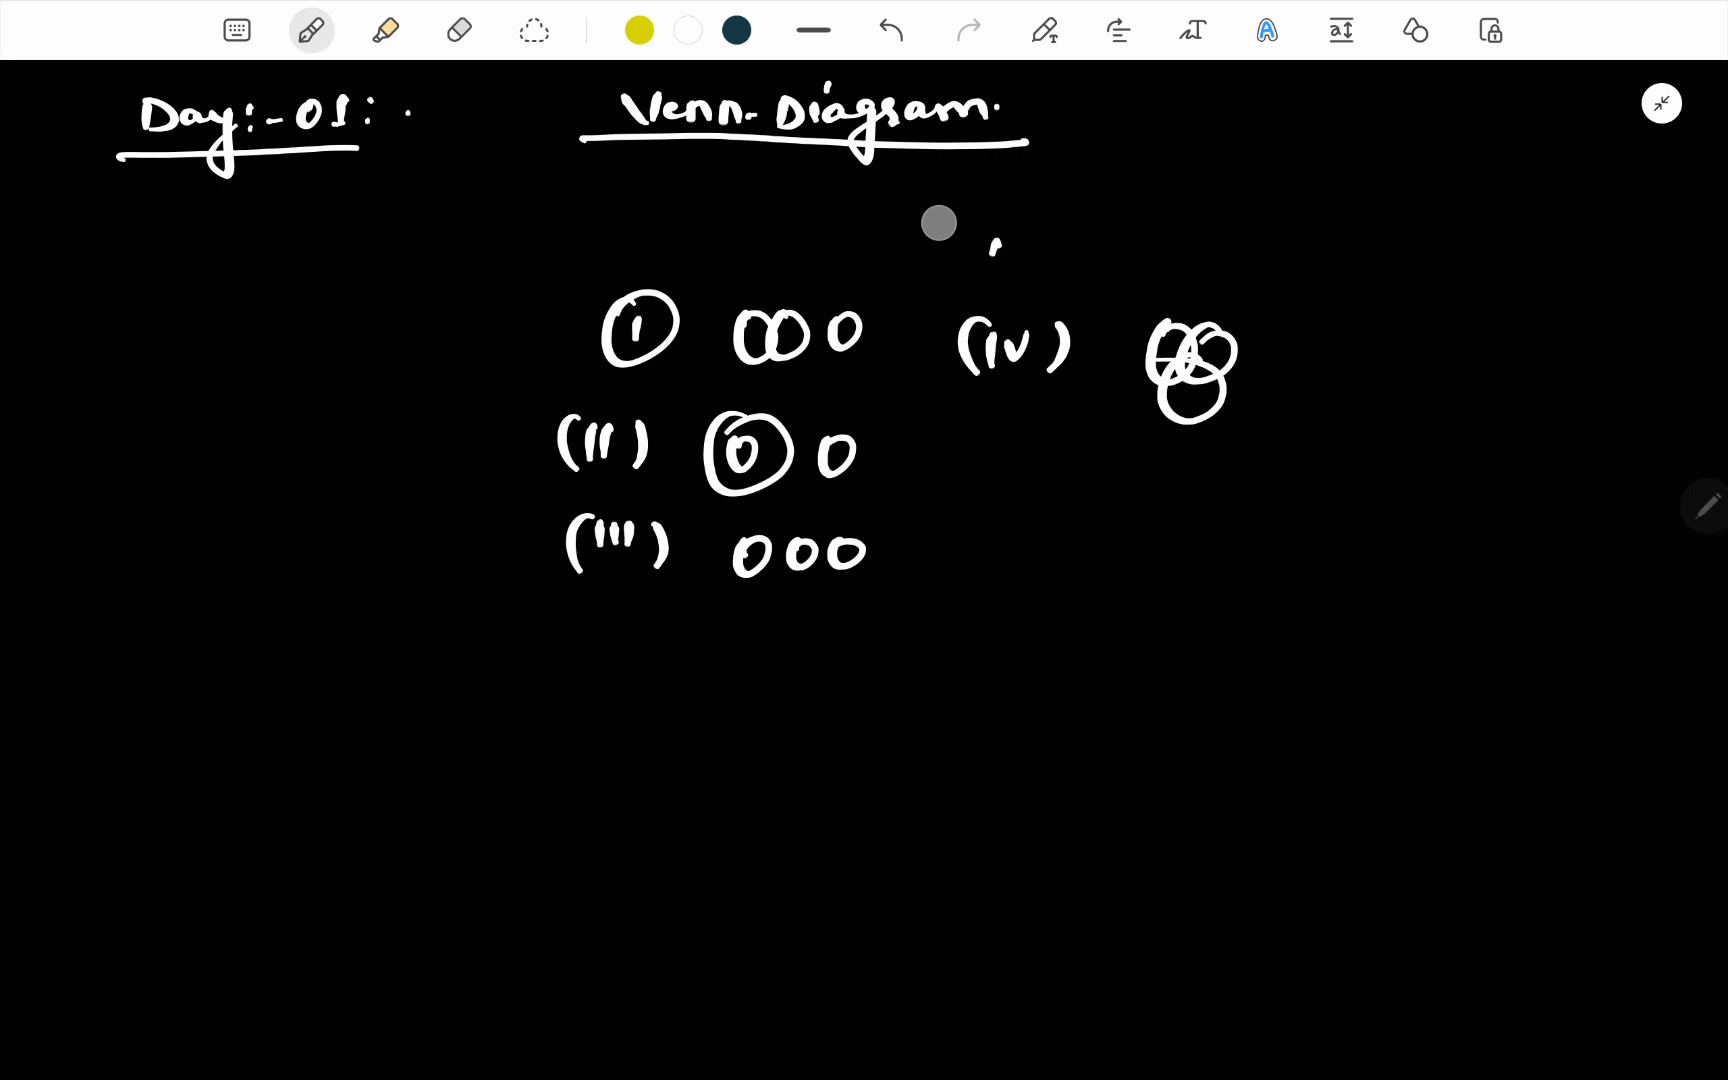 Day:-01:
Venn-Diagram.
(i)
(ii)
(iii)
(iv)